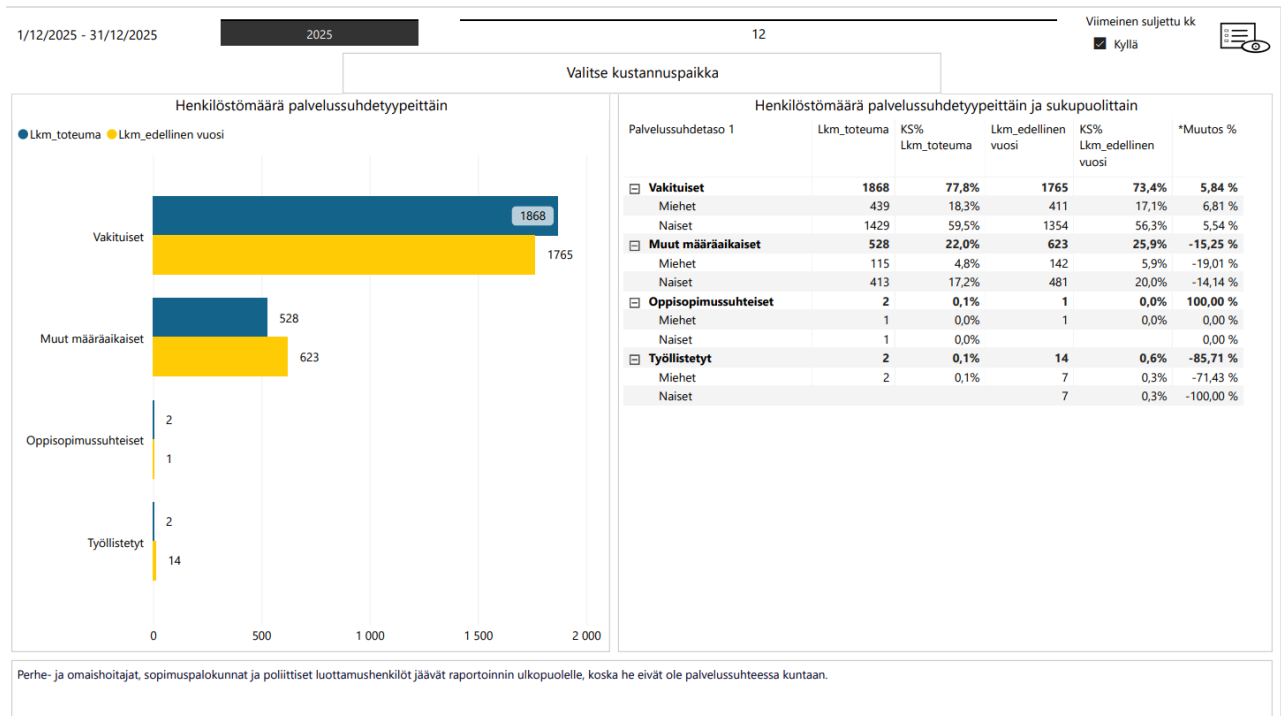 1/12/2025 - 31/12/2025
2025
12
Viimeinen suljettu kk
Kyllä
Valitse kustannuspaikka
Henkilöstömäärä palvelussuhdetyypeittäin
Lkm_toteuma Lkm_edellinen vuosi
Vakituiset
1868
1765
Muut määräaikaiset
528
623
Oppisopimussuhteiset
2
1
Työllistetyt
2
14
0 500 1 000 1 500 2 000
Henkilöstömäärä palvelussuhdetyypeittäin ja sukupuolittain
Palvelussuhdetaso 1 Lkm_toteuma KS% Lkm_edellinen KS% *Muutos %
Lkm_toteuma vuosi Lkm_edellinen
vuosi
Vakituiset 1868 77,8% 1765 73,4% 5,84 %
Miehet 439 18,3% 411 17,1% 6,81 %
Naiset 1429 59,5% 1354 56,3% 5,54 %
Muut määräaikaiset 528 22,0% 623 25,9% -15,25 %
Miehet 115 4,8% 142 5,9% -19,01 %
Naiset 413 17,2% 481 20,0% -14,14 %
Oppisopimussuhteiset 2 0,1% 1 0,0% 100,00 %
Miehet 1 0,0% 1 0,0% 0,00 %
Naiset 1 0,0% 0,00 %
Työllistetyt 2 0,1% 14 0,6% -85,71 %
Miehet 2 0,1% 7 0,3% -71,43 %
Naiset 7 0,3% -100,00 %
Perhe- ja omaishoitajat, sopimuspalokunnat ja poliittiset luottamushenkilöt jäävät raportoinnin ulkopuolelle, koska he eivät ole palvelussuhteessa kuntaan.